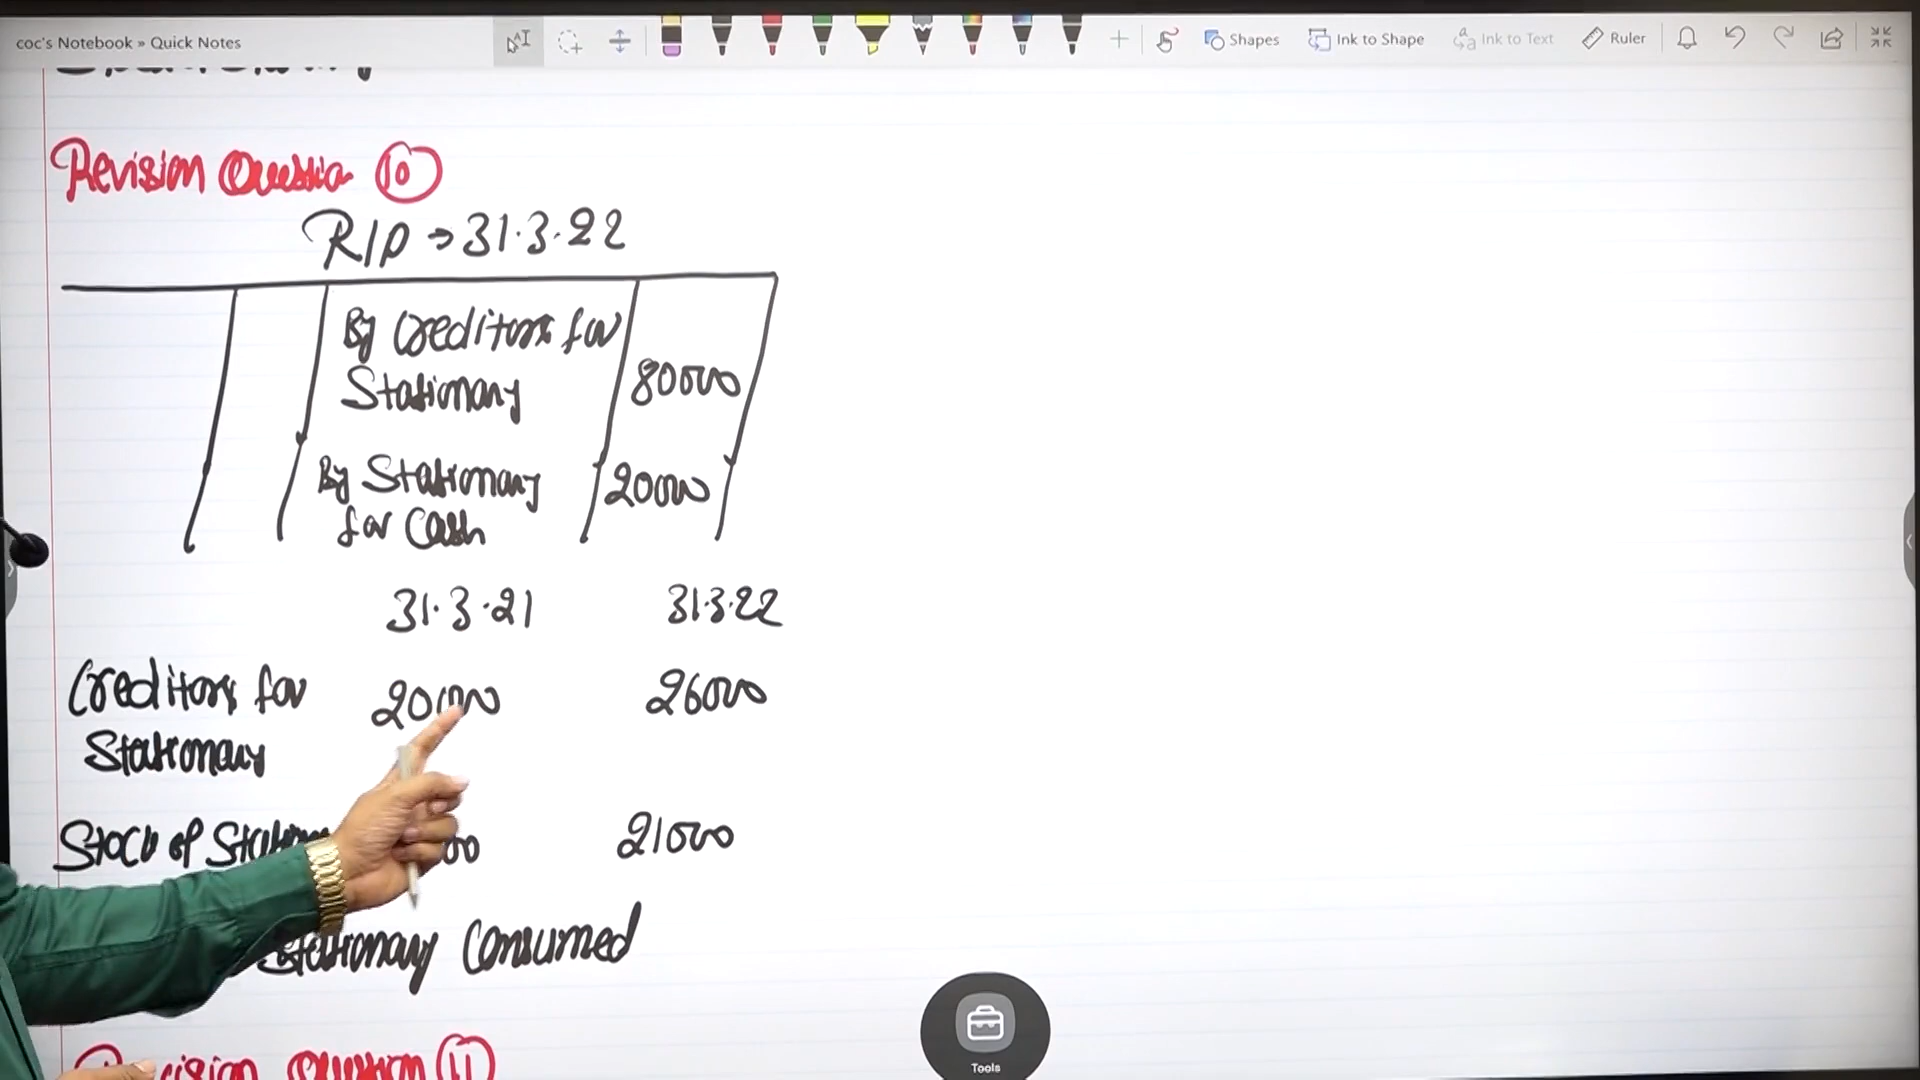 coc's Notebook » Quick Notes
Shapes Ink to Shape Ink to Text Ruler
Revision Question 10
R/P → 31.3.22
By Creditors for
Stationary 80000
By Stationary 20000
for Cash
31.3.21 31.3.22
Creditors for 20000 26000
Stationary
Stock of 21000
Stationary Consumed
Question 11
Tools